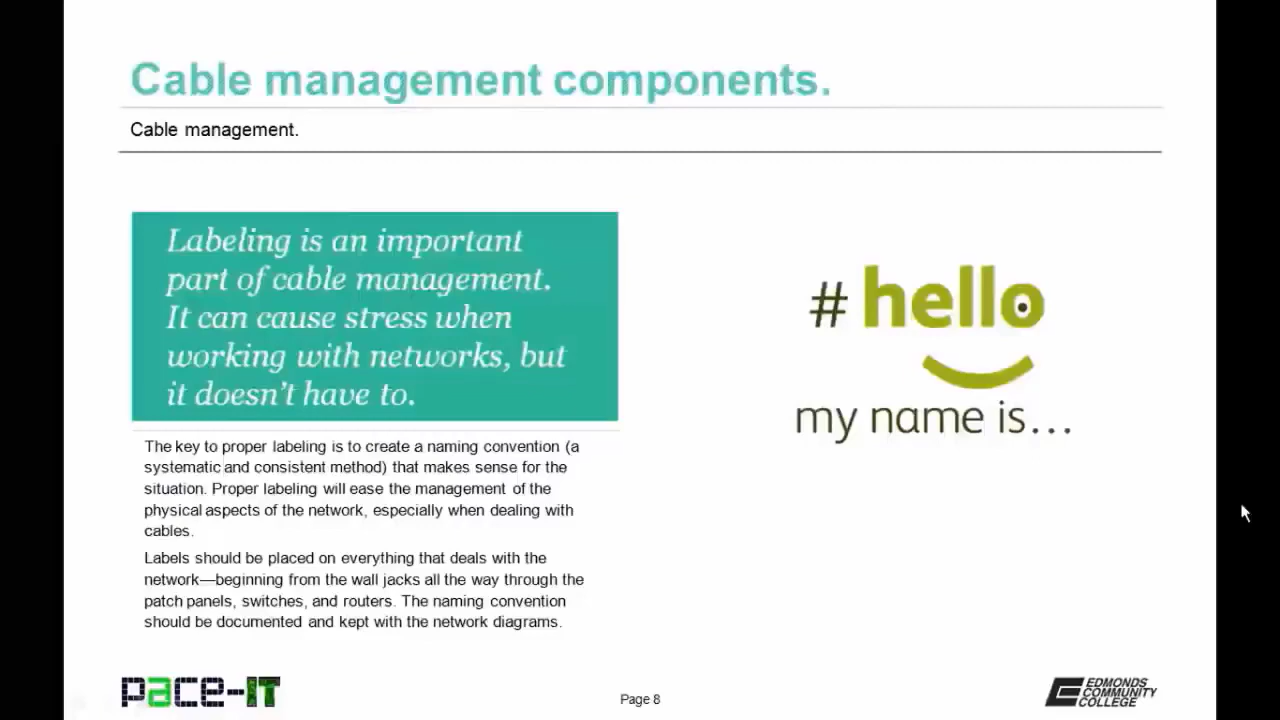 Cable management components.
Cable management.
Labeling is an important
part of cable management.
It can cause stress when
working with networks, but
it doesn't have to.
# hello
my name is...
The key to proper labeling is to create a naming convention (a
systematic and consistent method) that makes sense for the
situation. Proper labeling will ease the management of the
physical aspects of the network, especially when dealing with
cables.
Labels should be placed on everything that deals with the
network—beginning from the wall jacks all the way through the
patch panels, switches, and routers. The naming convention
should be documented and kept with the network diagrams.
pace-IT
Page 8
EDMONDS
COMMUNITY
COLLEGE